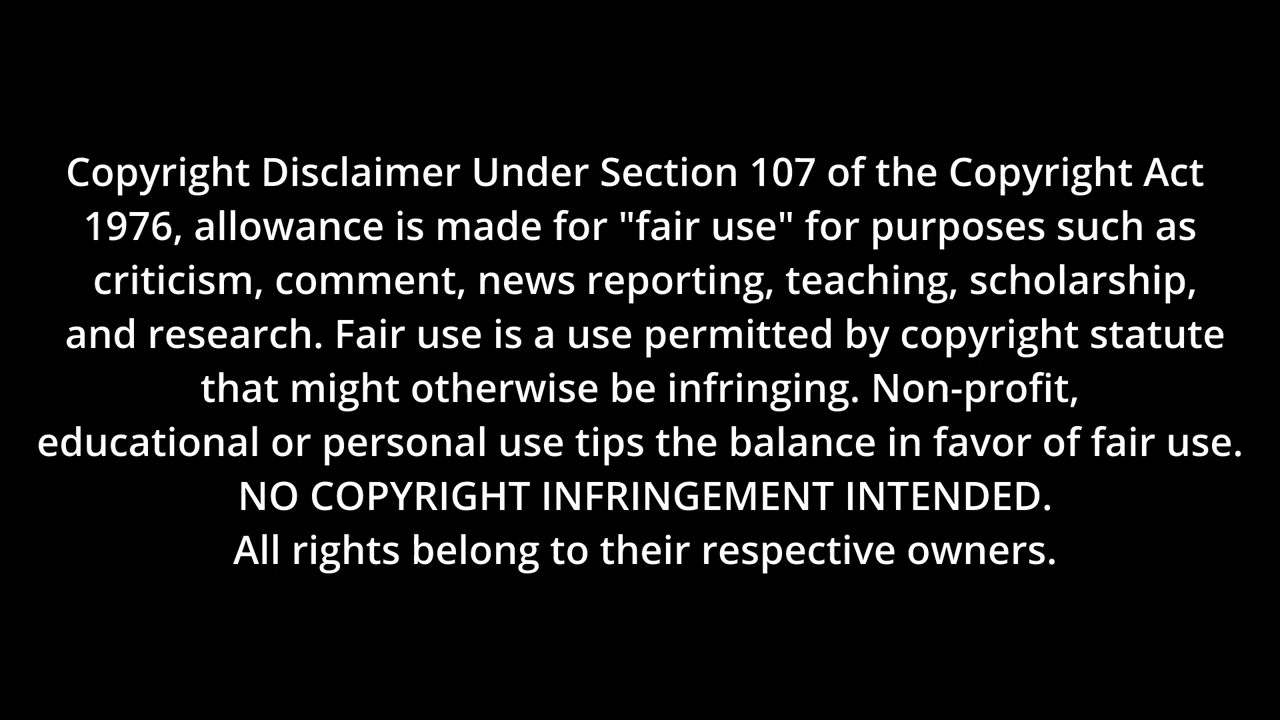 Copyright Disclaimer Under Section 107 of the Copyright Act
1976, allowance is made for "fair use" for purposes such as
criticism, comment, news reporting, teaching, scholarship,
and research. Fair use is a use permitted by copyright statute
that might otherwise be infringing. Non-profit,
educational or personal use tips the balance in favor of fair use.
NO COPYRIGHT INFRINGEMENT INTENDED.
All rights belong to their respective owners.